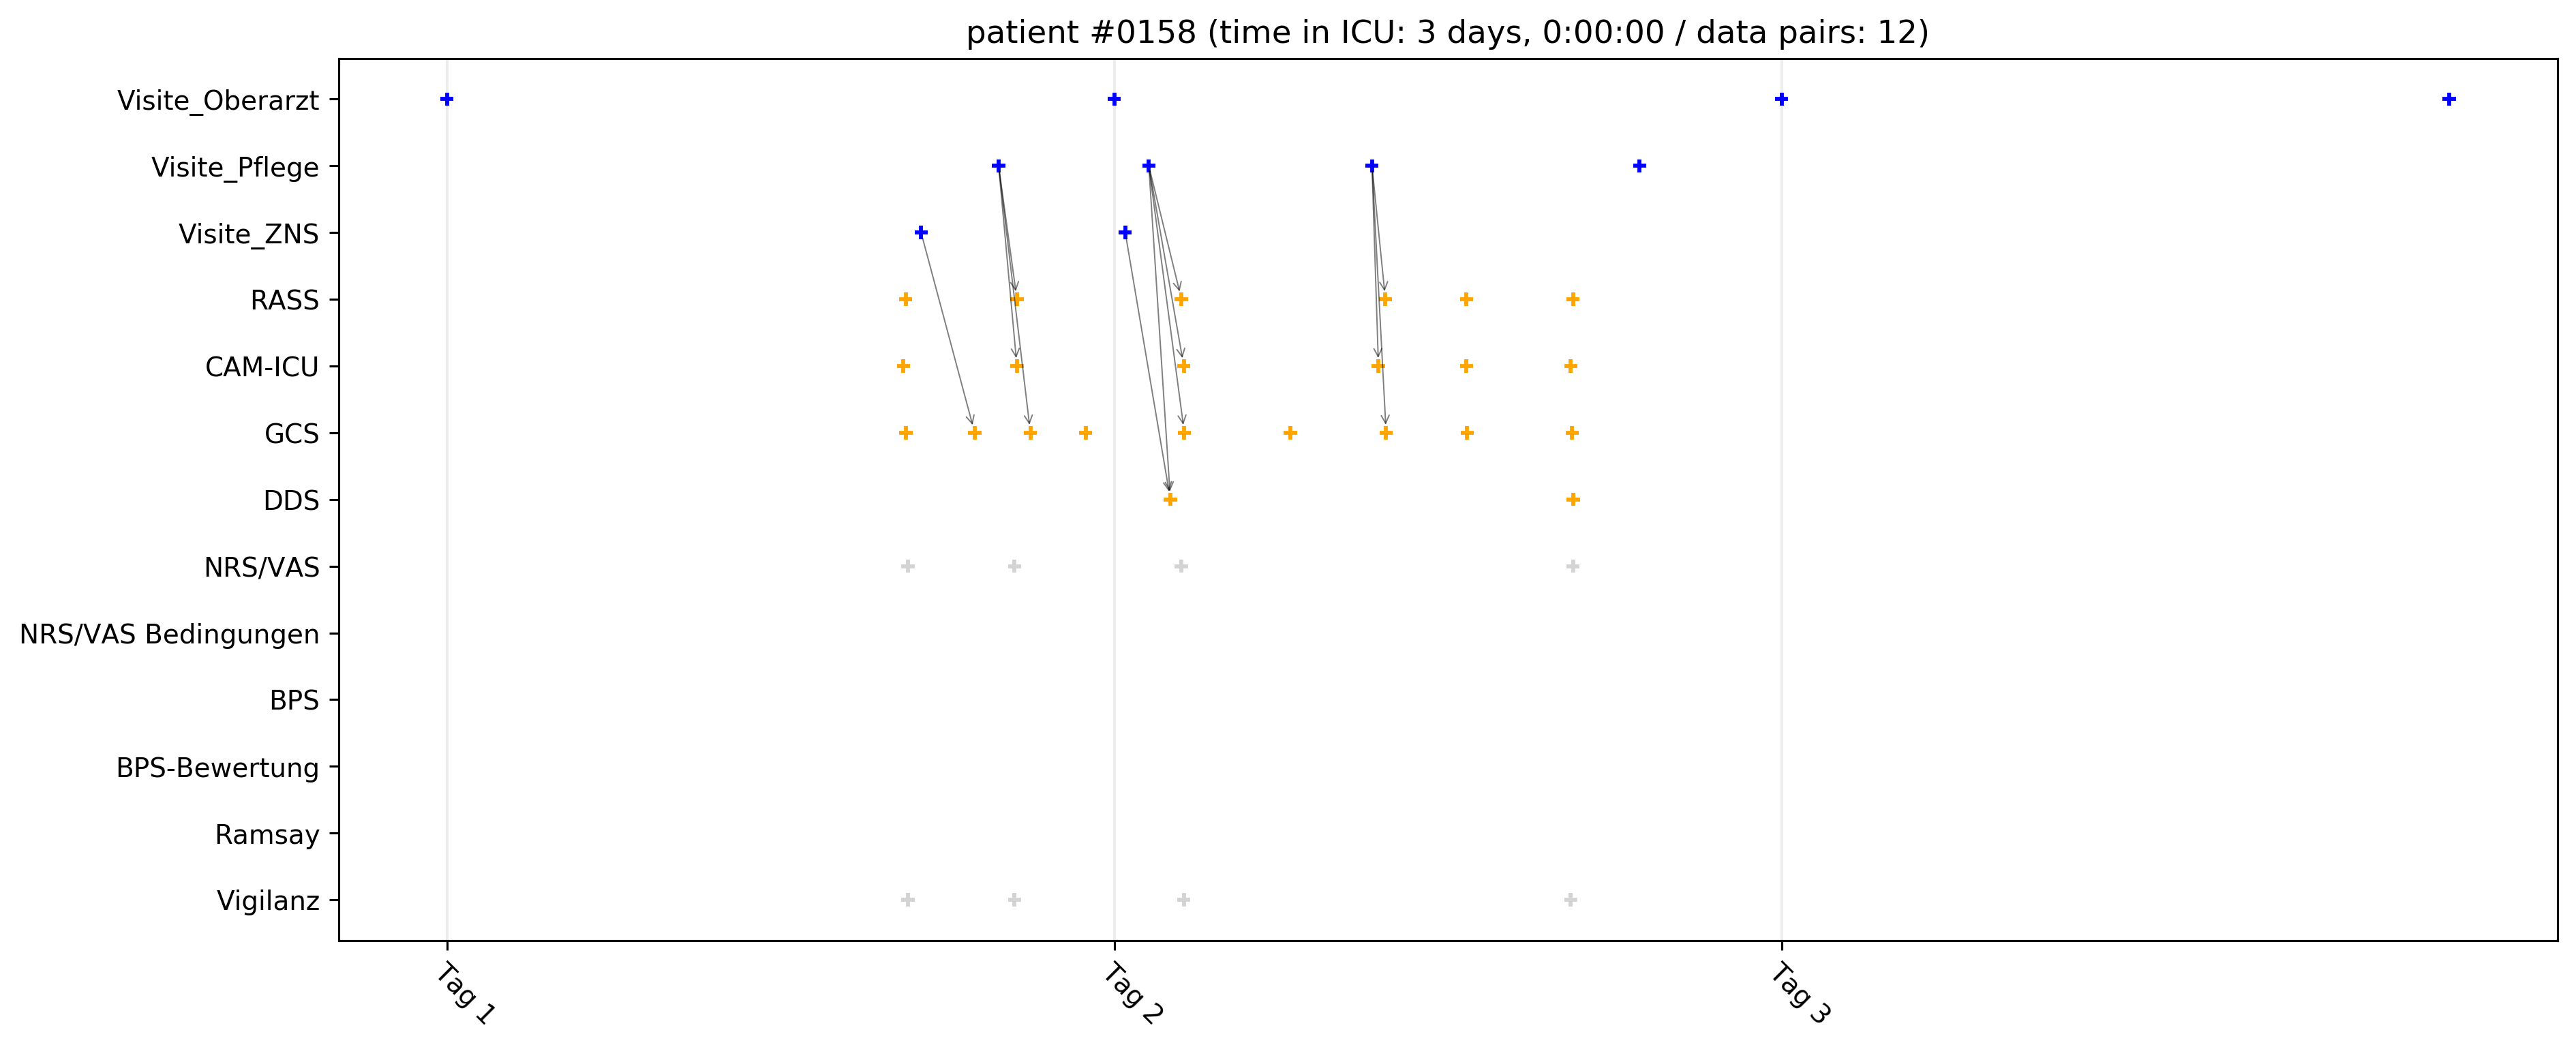 patient #0158 (time in ICU: 3 days, 0:00:00 / data pairs: 12)
Visite_Oberarzt
Visite_Pflege
Visite_ZNS
RASS
CAM-ICU
GCS
DDS
NRS/VAS
NRS/VAS Bedingungen
BPS
BPS-Bewertung
Ramsay
Vigilanz
Tag 1
Tag 2
Tag 3